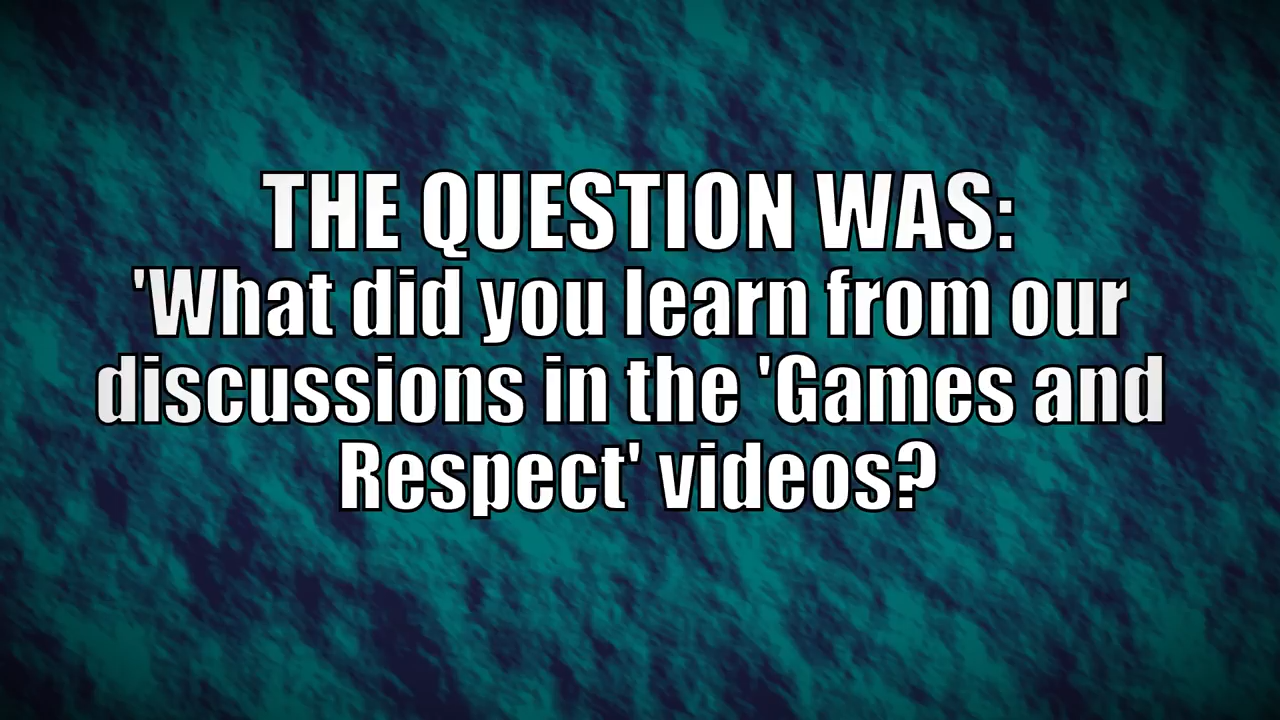 THE QUESTION WAS:
'What did you learn from our
discussions in the 'Games and
Respect' videos?